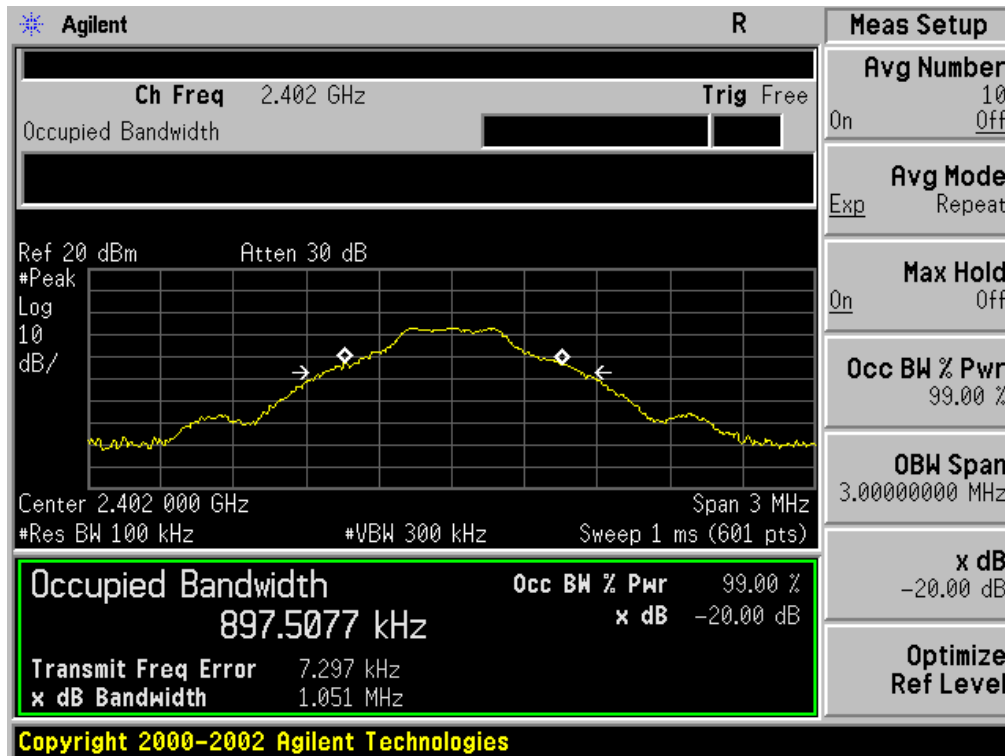 Agilent R
Ch Freq 2.402 GHz Trig Free
Occupied Bandwidth
Ref 20 dBm Atten 30 dB
#Peak
Log
10
dB/
Center 2.402 000 GHz Span 3 MHz
#Res BW 100 kHz #VBW 300 kHz Sweep 1 ms (601 pts)
Occupied Bandwidth Occ BW % Pwr 99.00 %
897.5077 kHz x dB -20.00 dB
Transmit Freq Error 7.297 kHz
x dB Bandwidth 1.051 MHz
Copyright 2000-2002 Agilent Technologies
Meas Setup
Avg Number
10
On Off
Avg Mode
Exp Repeat
Max Hold
On Off
Occ BW % Pwr
99.00 %
OBW Span
3.00000000 MHz
x dB
-20.00 dB
Optimize
Ref Level